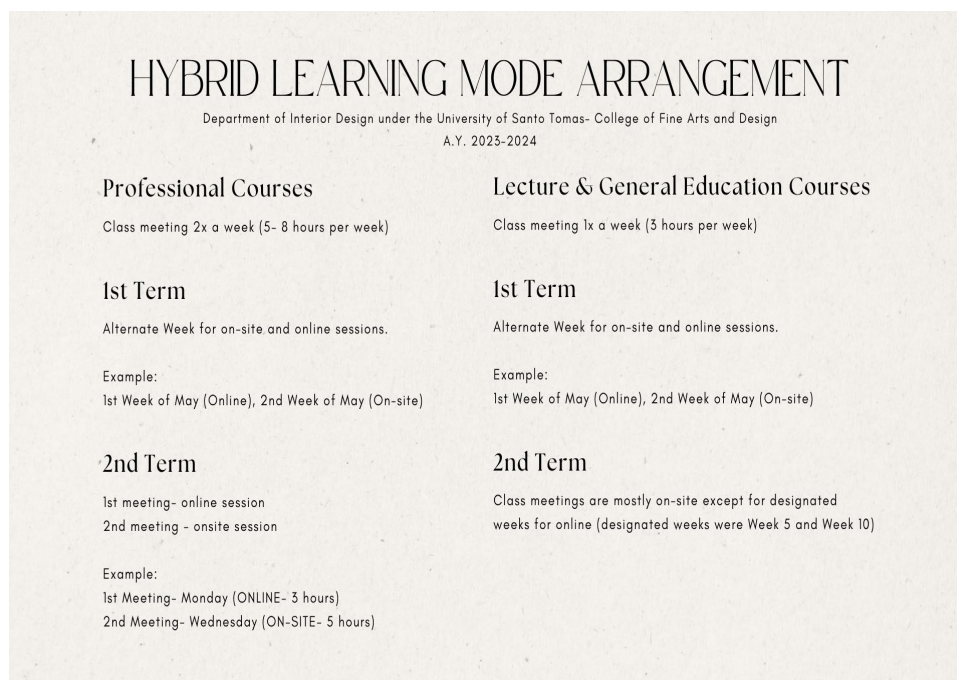 HYBRID LEARNING MODE ARRANGEMENT
Department of Interior Design under the University of Santo Tomas- College of Fine Arts and Design
A.Y. 2023-2024
Professional Courses
Class meeting 2x a week (5- 8 hours per week)
1st Term
Alternate Week for on-site and online sessions.
Example:
1st Week of May (Online), 2nd Week of May (On-site)
2nd Term
1st meeting- online session
2nd meeting - onsite session
Example:
1st Meeting- Monday (ONLINE- 3 hours)
2nd Meeting- Wednesday (ON-SITE- 5 hours)
Lecture & General Education Courses
Class meeting 1x a week (3 hours per week)
1st Term
Alternate Week for on-site and online sessions.
Example:
1st Week of May (Online), 2nd Week of May (On-site)
2nd Term
Class meetings are mostly on-site except for designated
weeks for online (designated weeks were Week 5 and Week 10)